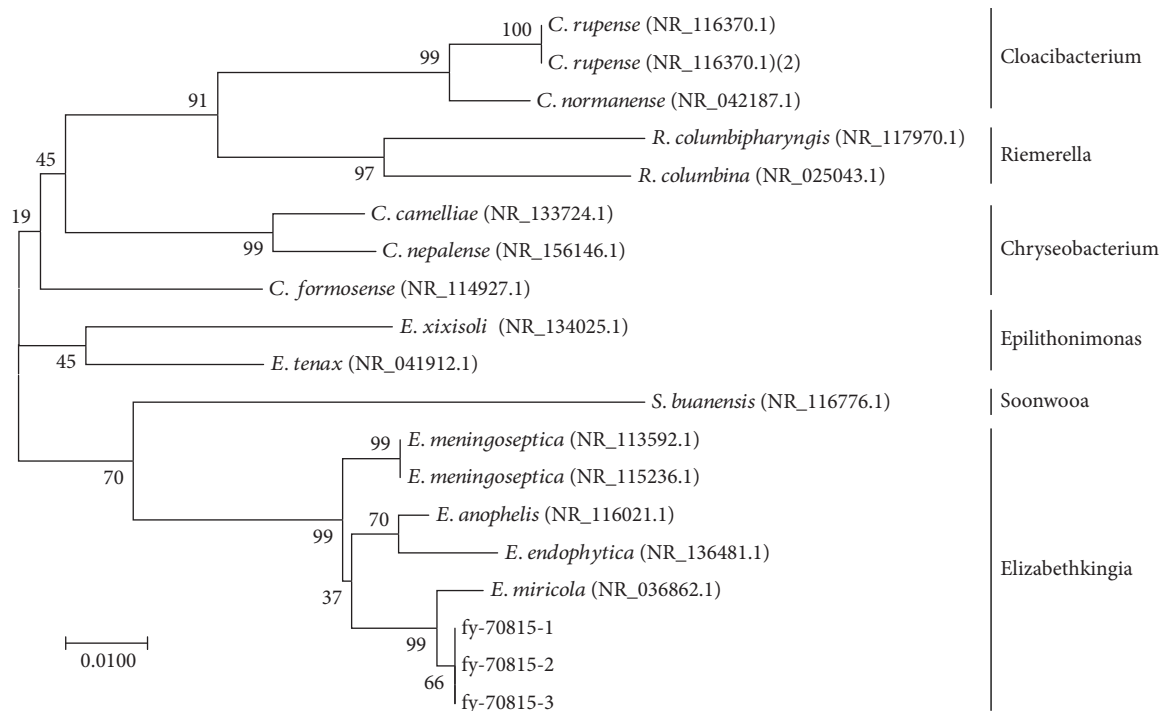 C. rupense (NR_116370.1)
100
C. rupense (NR_116370.1)(2)
99
Cloacibacterium
C. normanense (NR_042187.1)
91
R. columbipharyngis (NR_117970.1)
Riemerella
97
R. columbina (NR_025043.1)
45
C. camelliae (NR_133724.1)
19
99
C. nepalense (NR_156146.1)
Chryseobacterium
C. formosense (NR_114927.1)
E. xixisoli (NR_134025.1)
Epilithonimonas
45
E. tenax (NR_041912.1)
S. buanensis (NR_116776.1)
Soonwooa
99
E. meningoseptica (NR_113592.1)
70
E. meningoseptica (NR_115236.1)
70
E. anophelis (NR_116021.1)
99
E. endophytica (NR_136481.1)
Elizabethkingia
37
E. miricola (NR_036862.1)
fy-70815-1
99
fy-70815-2
66
fy-70815-3
0.0100